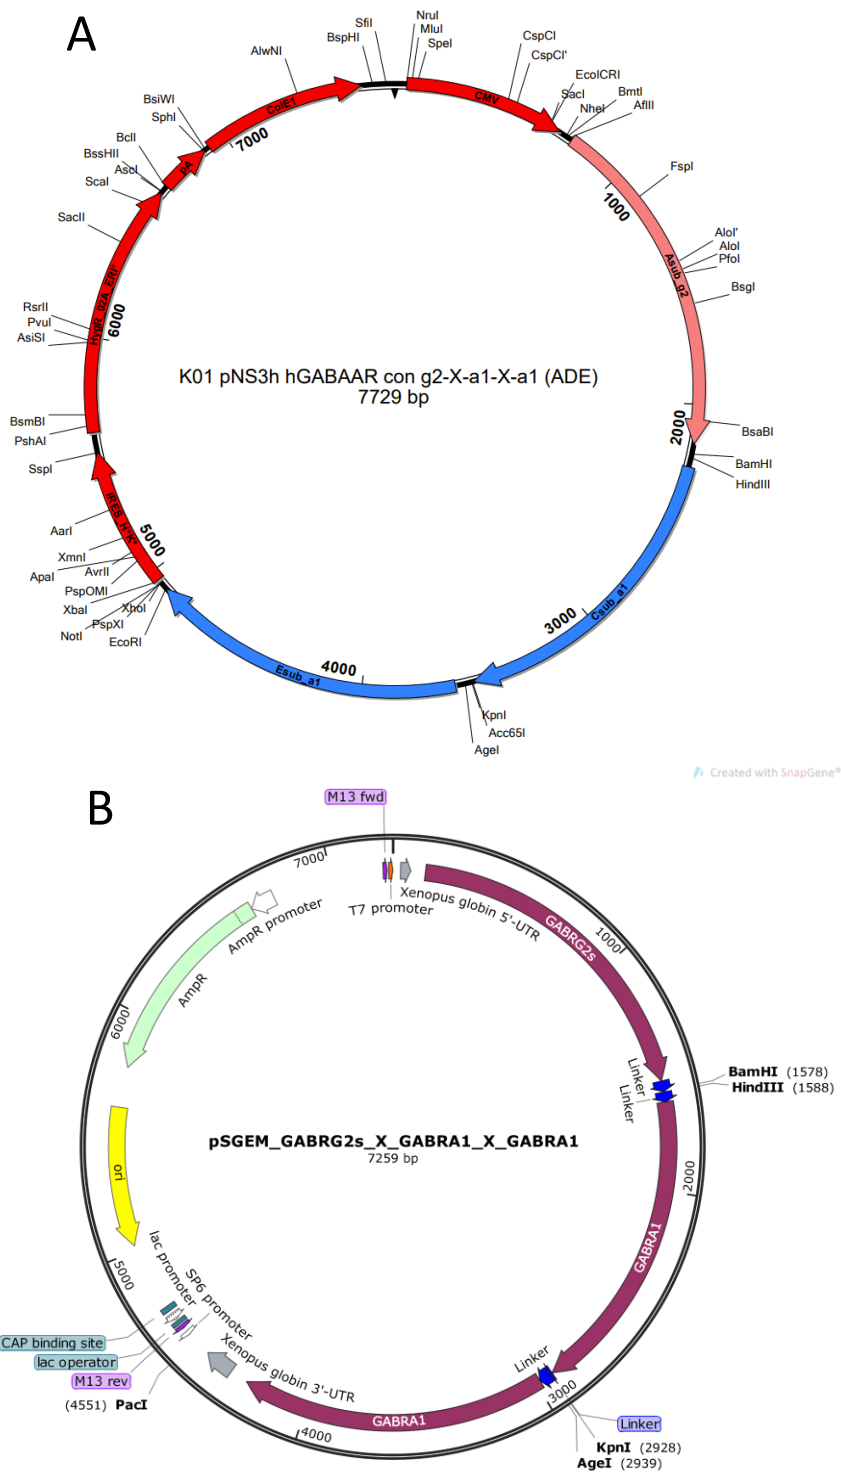 A
NruI
MluI
SpeI
CspCI
CspCI'
EcoICRI
SacI
NheI
BmtI
AflII
FspI
AloI'
AloI
PfoI
BsgI
BsaBI
BamHI
HindIII
KpnI
Acc65I
AgeI
EcoRI
XhoI
PspXI
NotI
XbaI
PspOMI
AvrII
ApaI
XmnI
AarI
SspI
PshAI
BsmBI
AsiSI
PvuI
RsrII
SacII
ScaI
AscI
BssHII
BclI
SphI
BsiWI
AlwNI
BspHI
SfiI
CMV
Asub_g2
Csub_a1
Esub_a1
IRES_H*K*
HygR_02A_ERI*
pA
ColE1
1000
2000
3000
4000
5000
6000
7000
K01 pNS3h hGABAAR con g2-X-a1-X-a1 (ADE)
7729 bp
Created with SnapGene®
B
M13 fwd
T7 promoter
Xenopus globin 5'-UTR
GABRG2s
1000
Linker
Linker
BamHI (1578)
HindIII (1588)
2000
GABRA1
Linker
3000
Linker
KpnI (2928)
AgeI (2939)
GABRA1
4000
Xenopus globin 3'-UTR
SP6 promoter
lac promoter
CAP binding site
lac operator
M13 rev
(4551) PacI
5000
ori
6000
AmpR
AmpR promoter
7000
pSGEM_GABRG2s_X_GABRA1_X_GABRA1
7259 bp